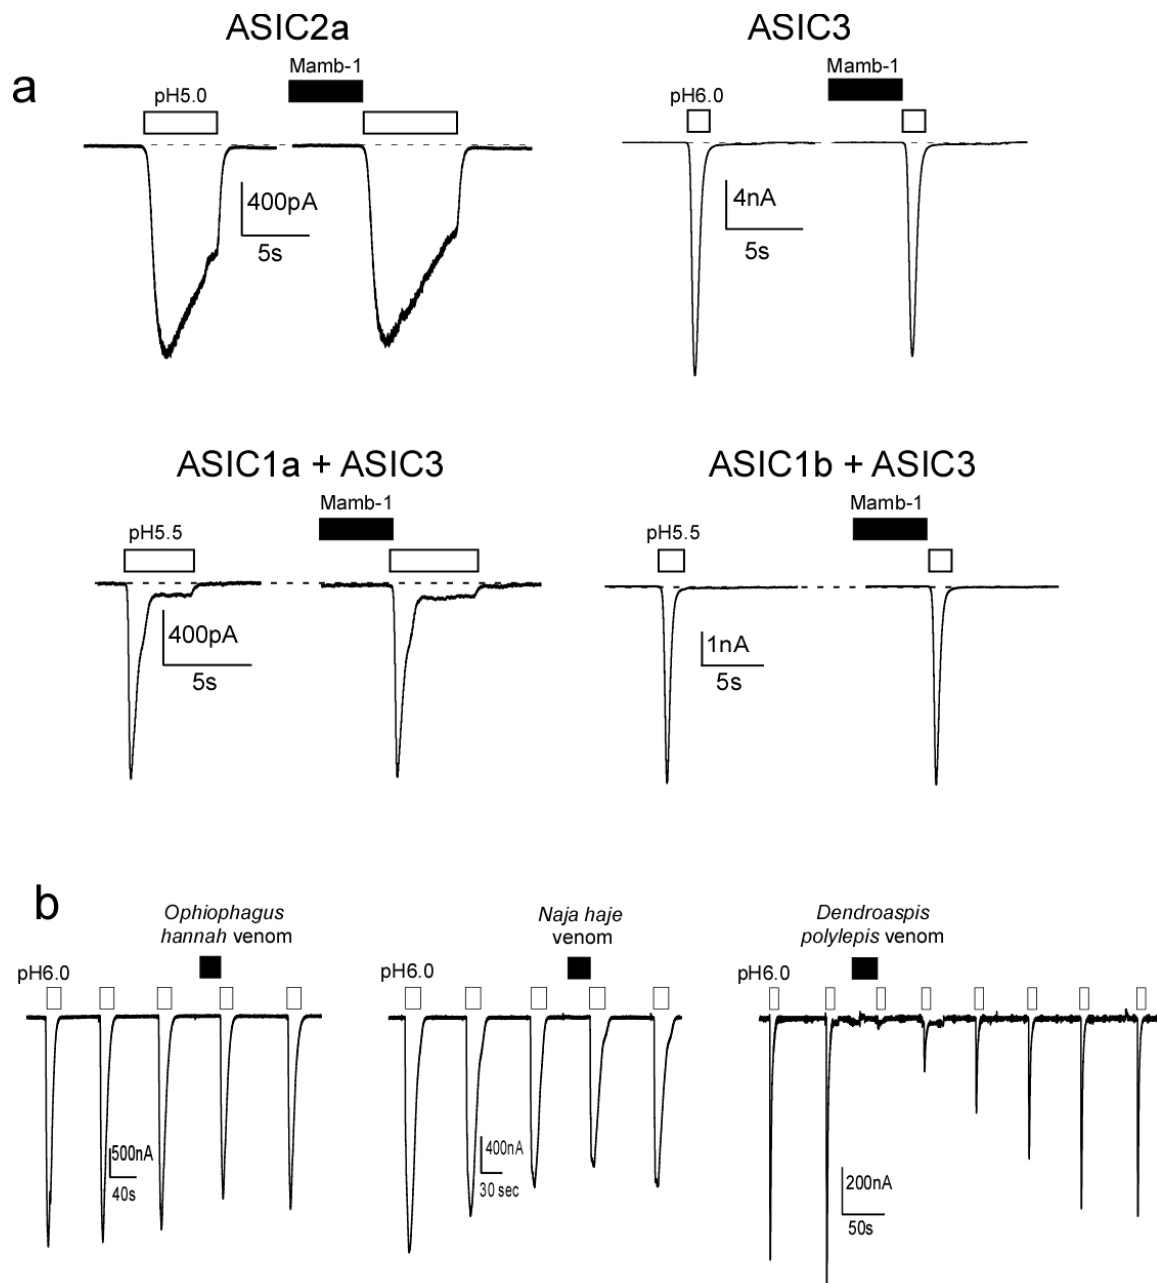 ASIC2a
ASIC3
a
Mamb-1
pH5.0
400pA
5s
Mamb-1
pH6.0
4nA
5s
ASIC1a + ASIC3
ASIC1b + ASIC3
Mamb-1
pH5.5
400pA
5s
Mamb-1
pH5.5
1nA
5s
b
Ophiophagus
hannah venom
pH6.0
500nA
40s
Naja haje
venom
pH6.0
400nA
30 sec
Dendroaspis
polylepis venom
pH6.0
200nA
50s